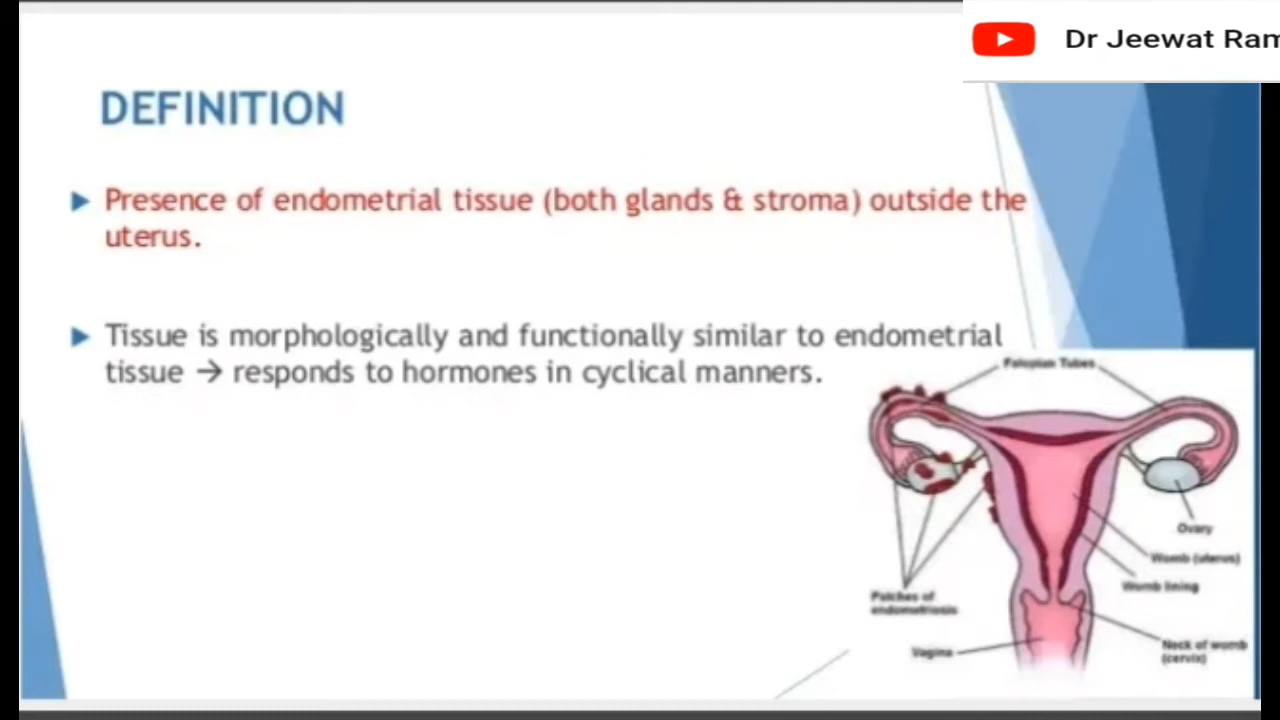 Dr Jeewat Ram
DEFINITION
Presence of endometrial tissue (both glands & stroma) outside the
uterus.
Tissue is morphologically and functionally similar to endometrial
tissue → responds to hormones in cyclical manners.
Falopian Tubes
Ovary
Womb (uterus)
Womb lining
Patches of
endometriosis
Neck of womb
(cervix)
Vagina